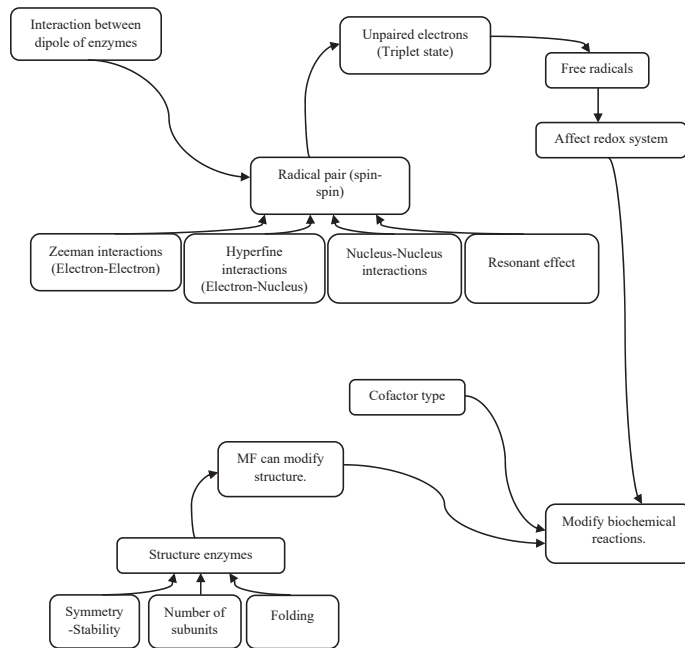 Interaction between
dipole of enzymes
Unpaired electrons
(Triplet state)
Free radicals
Affect redox system
Radical pair (spin-
spin)
Zeeman interactions
(Electron-Electron)
Hyperfine
interactions
(Electron-Nucleus)
Nucleus-Nucleus
interactions
Resonant effect
Cofactor type
MF can modify
structure.
Modify biochemical
reactions.
Structure enzymes
Symmetry
-Stability
Number of
subunits
Folding